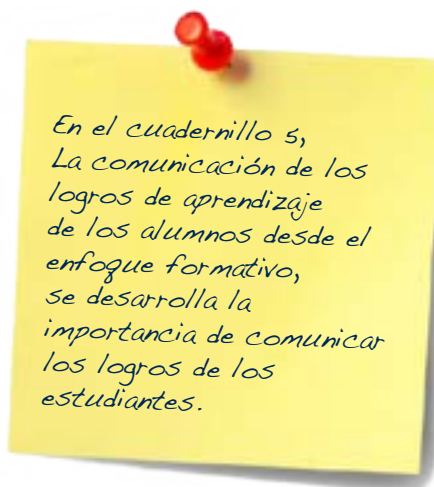 En el cuadernillo 5,
La comunicación de los
logros de aprendizaje
de los alumnos desde el
enfoque formativo,
se desarrolla la
importancia de comunicar
los logros de los
estudiantes.